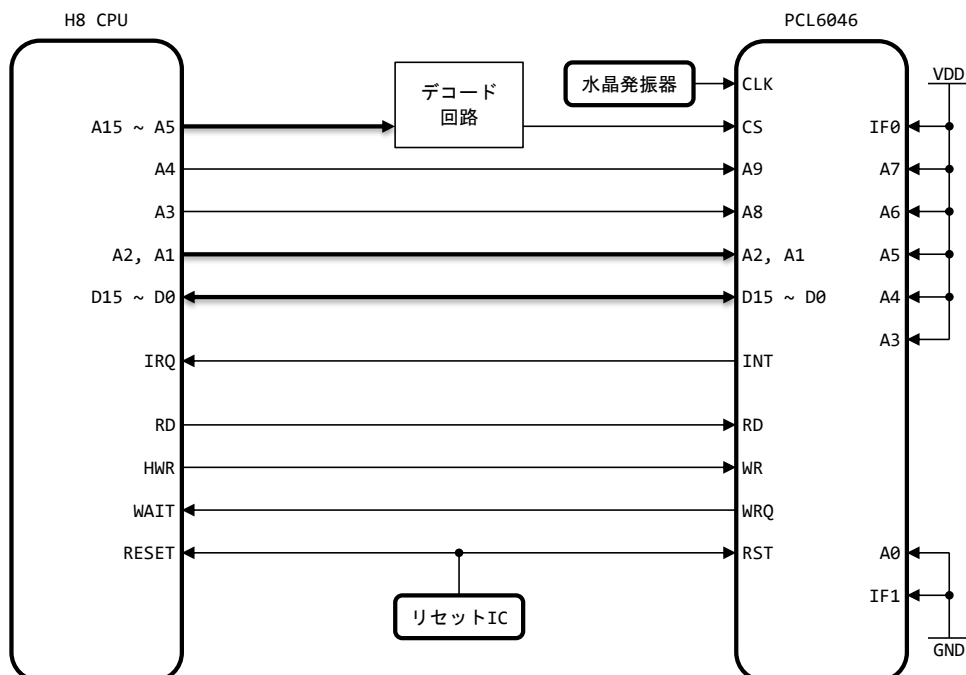 H8 CPU
PCL6046
デコード
回路
水晶発振器
CLK
VDD
A15 ~ A5
CS
IF0
A4
A9
A7
A3
A8
A6
A2, A1
A2, A1
A5
D15 ~ D0
D15 ~ D0
A4
A3
IRQ
INT
RD
RD
HWR
WR
WAIT
WRQ
RESET
RST
A0
リセットIC
IF1
GND